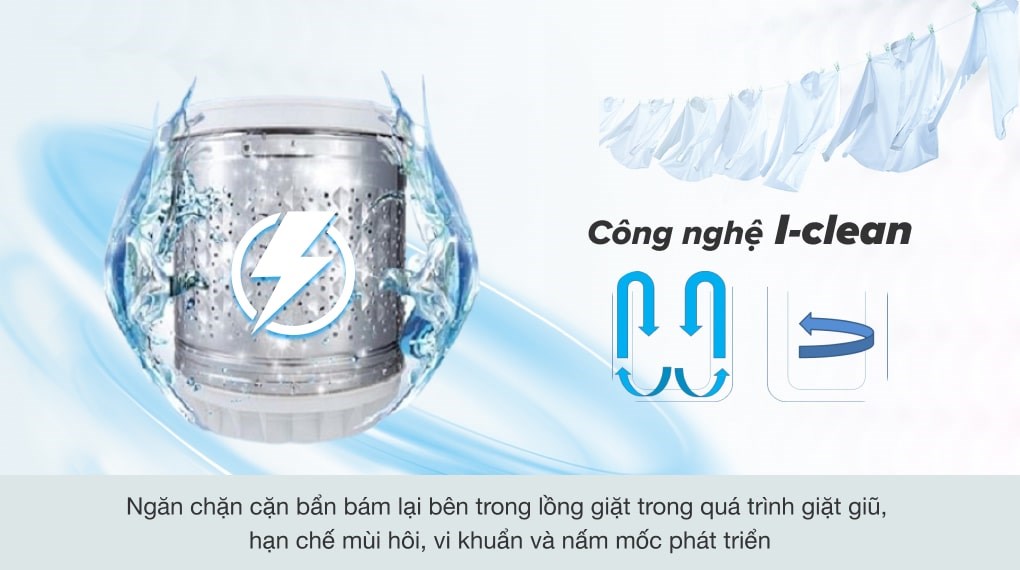 Công nghệ I-clean
Ngăn chặn cặn bẩn bám lại bên trong lồng giặt trong quá trình giặt giũ,
hạn chế mùi hôi, vi khuẩn và nấm mốc phát triển